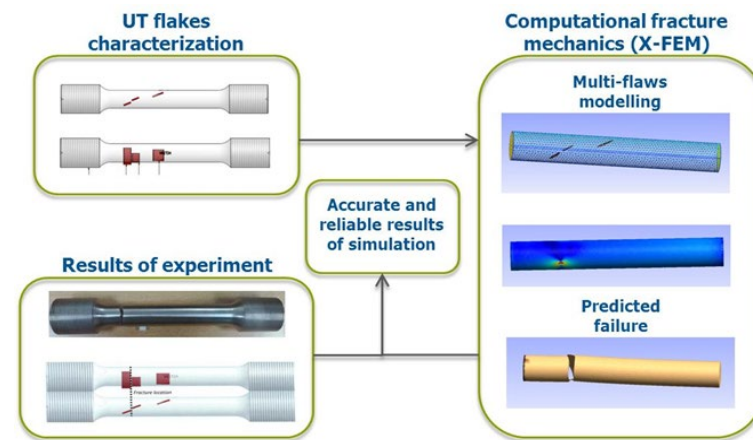 UT flakes
characterization
Computational fracture
mechanics (X-FEM)
Multi-flaws
modelling
Accurate and
reliable results
of simulation
Results of experiment
Fracture location
Predicted
failure